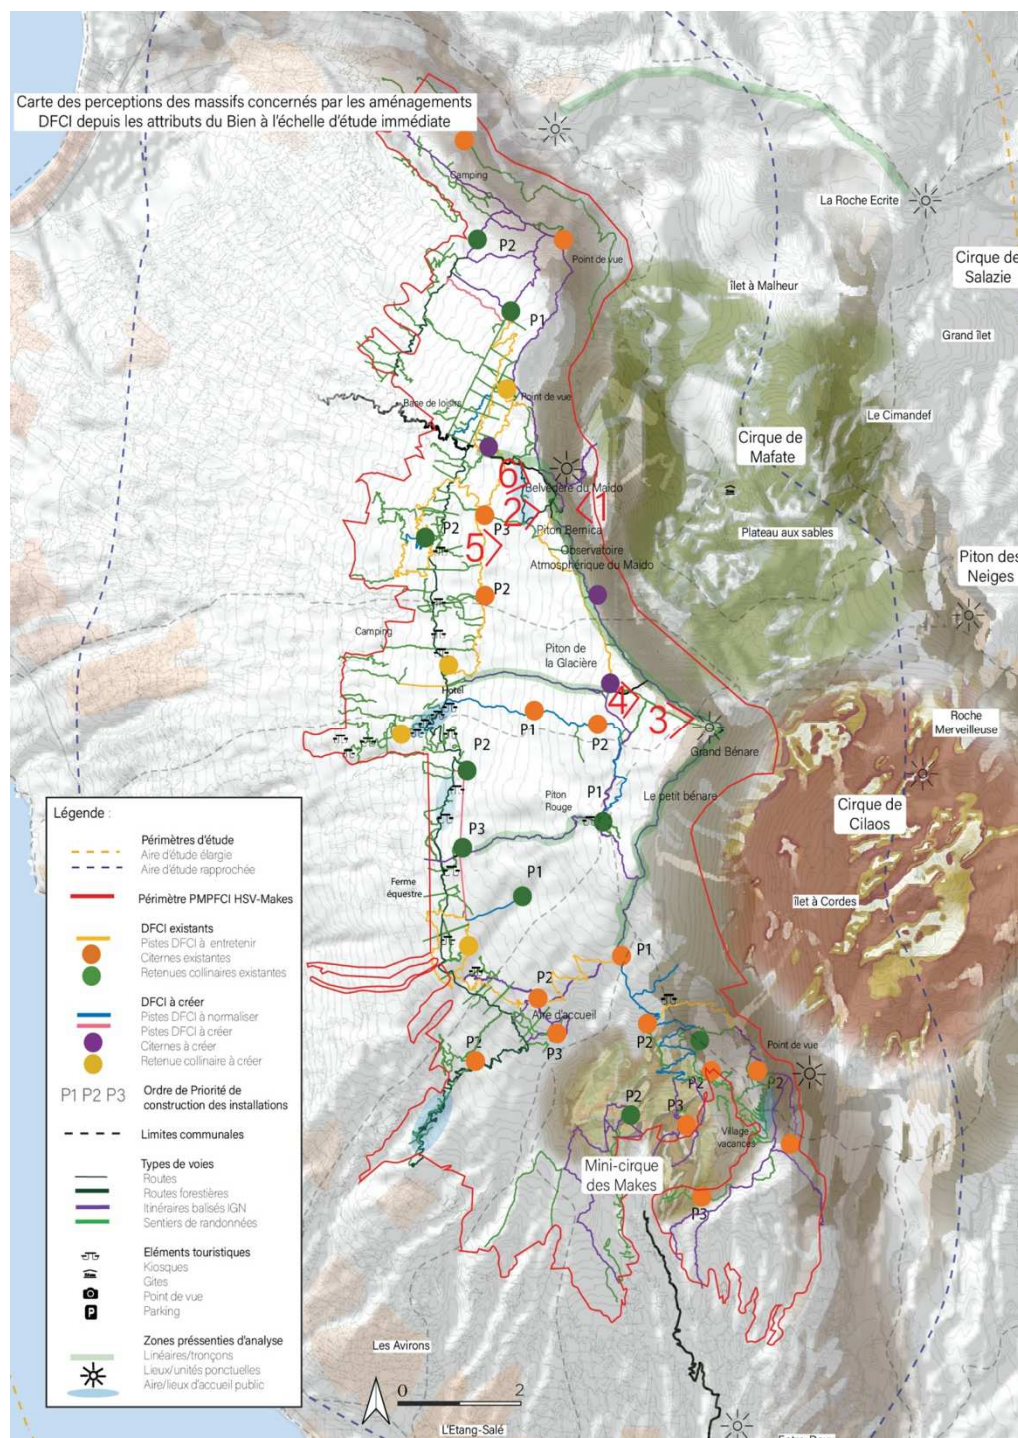 Carte des perceptions des massifs concernés par les aménagements
DFCI depuis les attributs du Bien à l'échelle d'étude immédiate
Camping
La Roche Ecrite
P2
Point de vue
Cirque de
Salazie
îlet à Malheur
P1
Grand îlet
Point de vue
Base de loisirs
Le Cimandef
Cirque de
Mafate
6
Belvédère du Maïdo
1
2
P3
Piton Bernica
Plateau aux sables
P2
5
Observatoire
Atmosphérique du Maïdo
Piton des
Neiges
P2
Camping
Piton de
la Glacière
Hotel
4
3
P1
P2
Roche
Merveilleuse
Grand Bénare
P2
P1
Piton
Rouge
Le petit bénare
Cirque de
Cilaos
P3
Ferme
équestre
P1
îlet à Cordes
P1
P2
Aire d'accueil
P3
P2
P2
Point de vue
P2
P2
P2
P3
Village
vacances
Mini-cirque
des Makes
P3
Les Avirons
0 2
L'Etang-Salé
Légende :
Périmètres d'étude
Aire d'étude élargie
Aire d'étude rapprochée
Périmètre PMPFCI HSV-Makes
DFCI existants
Pistes DFCI à entretenir
Citernes existantes
Retenues collinaires existantes
DFCI à créer
Pistes DFCI à normaliser
Pistes DFCI à créer
Citernes à créer
Retenue collinaire à créer
P1 P2 P3 Ordre de Priorité de
construction des installations
Limites communales
Types de voies
Routes
Routes forestières
Itinéraires balisés IGN
Sentiers de randonnées
Eléments touristiques
Kiosques
Gites
Point de vue
P Parking
Zones préssenties d'analyse
Linéaires/tronçons
Lieux/unités ponctuelles
Aire/lieux d'accueil public